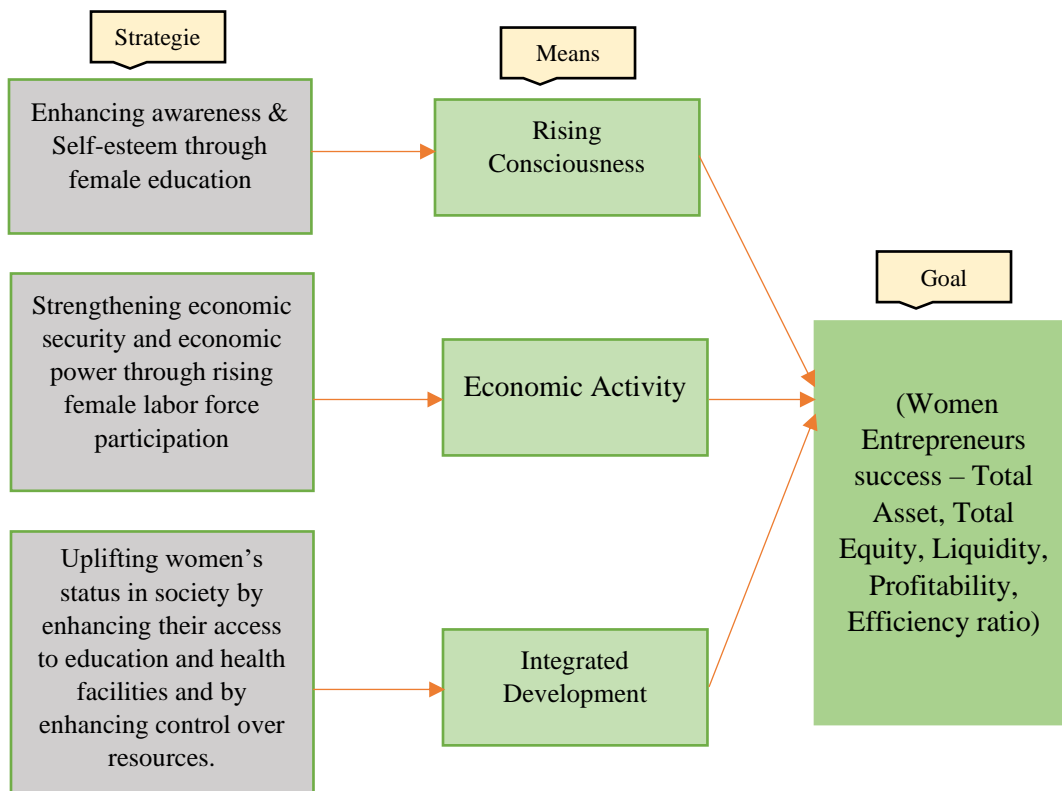 Strategie
Enhancing awareness &
Self-esteem through
female education
Strengthening economic
security and economic
power through rising
female labor force
participation
Uplifting women’s
status in society by
enhancing their access
to education and health
facilities and by
enhancing control over
resources.
Means
Rising
Consciousness
Economic Activity
Integrated
Development
Goal
(Women
Entrepreneurs
success – Total
Asset, Total
Equity, Liquidity,
Profitability,
Efficiency ratio)